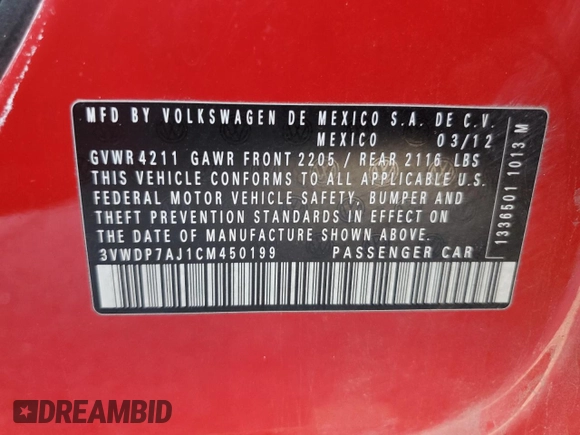 MFD BY VOLKSWAGEN DE MEXICO S.A. DE C.V.
MEXICO 03/12
GVWR 4211 GAWR FRONT 2205 / REAR 2116 LBS
THIS VEHICLE CONFORMS TO ALL APPLICABLE U.S.
FEDERAL MOTOR VEHICLE SAFETY, BUMPER AND
THEFT PREVENTION STANDARDS IN EFFECT ON
THE DATE OF MANUFACTURE SHOWN ABOVE.
3VWDP7AJ1CM450199 PASSENGER CAR
1336501 1013 M
DREAMBID